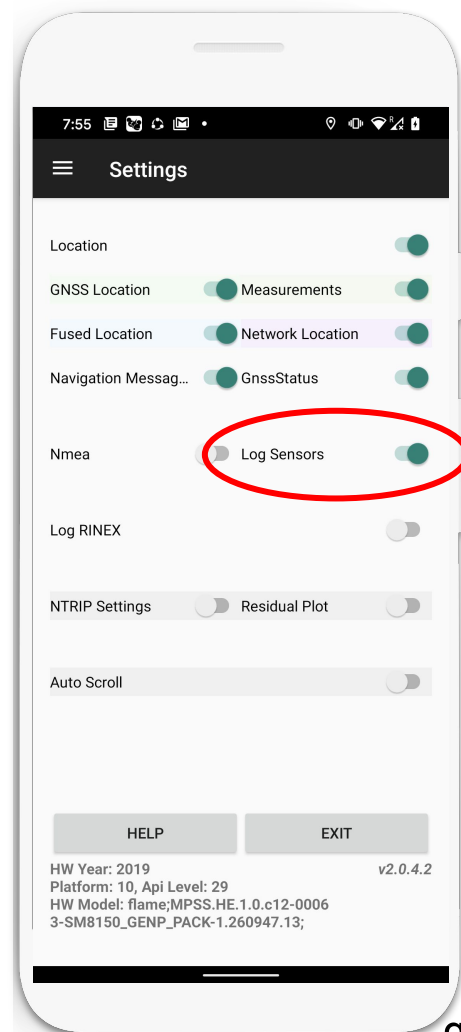 7:55
Settings
Location
GNSS Location Measurements
Fused Location Network Location
Navigation Messag... GnssStatus
Nmea Log Sensors
Log RINEX
NTRIP Settings Residual Plot
Auto Scroll
HELP EXIT
HW Year: 2019 v2.0.4.2
Platform: 10, Api Level: 29
HW Model: flame;MPSS.HE.1.0.c12-0006
3-SM8150_GENP_PACK-1.260947.13;